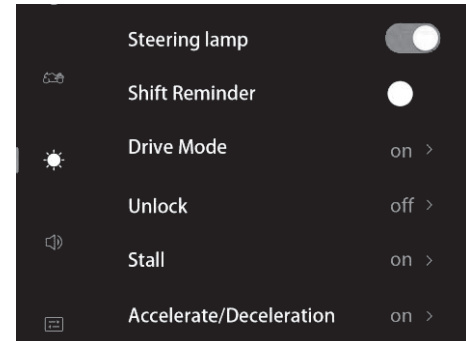 Steering lamp
Shift Reminder
Drive Mode on >
Unlock off >
Stall on >
Accelerate/Deceleration on >